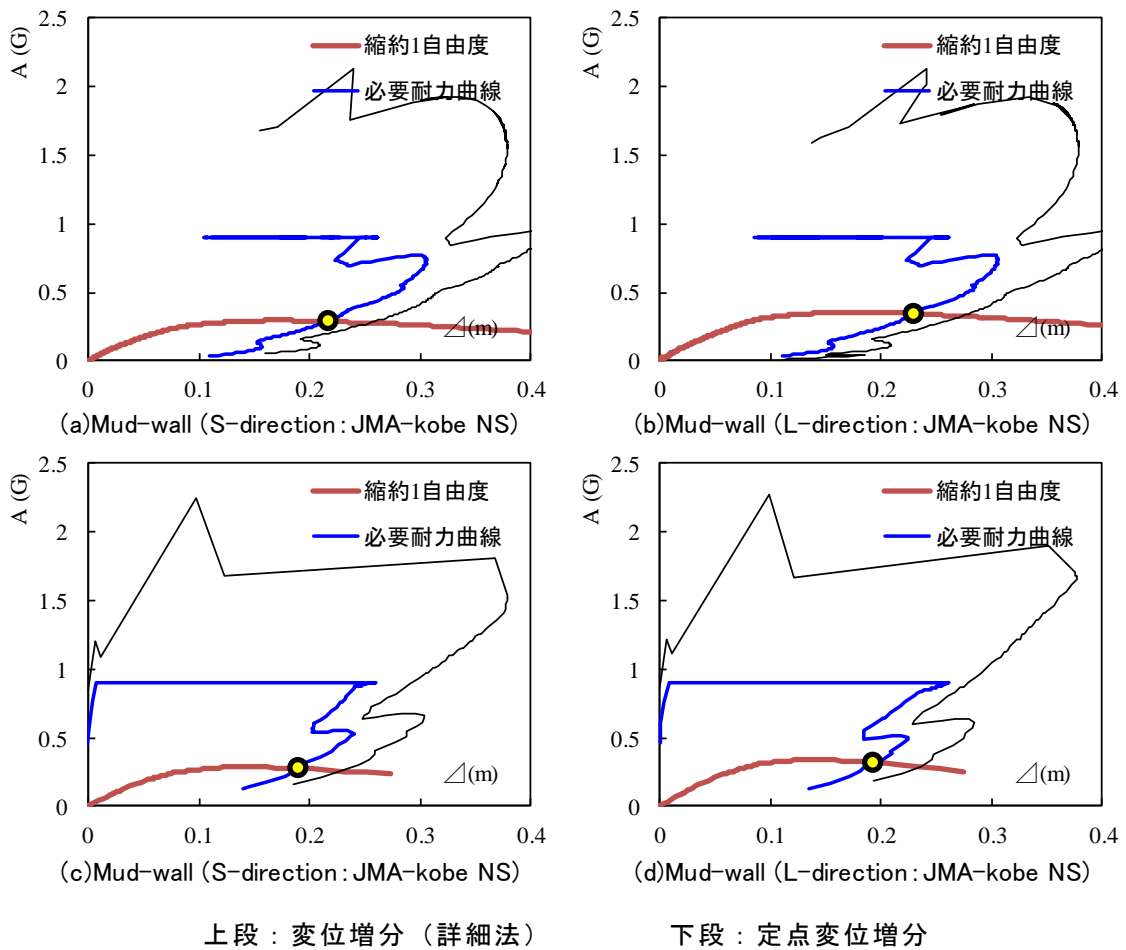 A (G)
2.5
2
1.5
1
0.5
0
縮約1自由度
必要耐力曲線
⊿(m)
0 0.1 0.2 0.3 0.4
(a)Mud-wall (S-direction:JMA-kobe NS)
A (G)
2.5
2
1.5
1
0.5
0
縮約1自由度
必要耐力曲線
⊿(m)
0 0.1 0.2 0.3 0.4
(b)Mud-wall (L-direction:JMA-kobe NS)
A (G)
2.5
2
1.5
1
0.5
0
縮約1自由度
必要耐力曲線
⊿(m)
0 0.1 0.2 0.3 0.4
(c)Mud-wall (S-direction:JMA-kobe NS)
A (G)
2.5
2
1.5
1
0.5
0
縮約1自由度
必要耐力曲線
⊿(m)
0 0.1 0.2 0.3 0.4
(d)Mud-wall (L-direction:JMA-kobe NS)
上段:変位増分(詳細法) 下段:定点変位増分